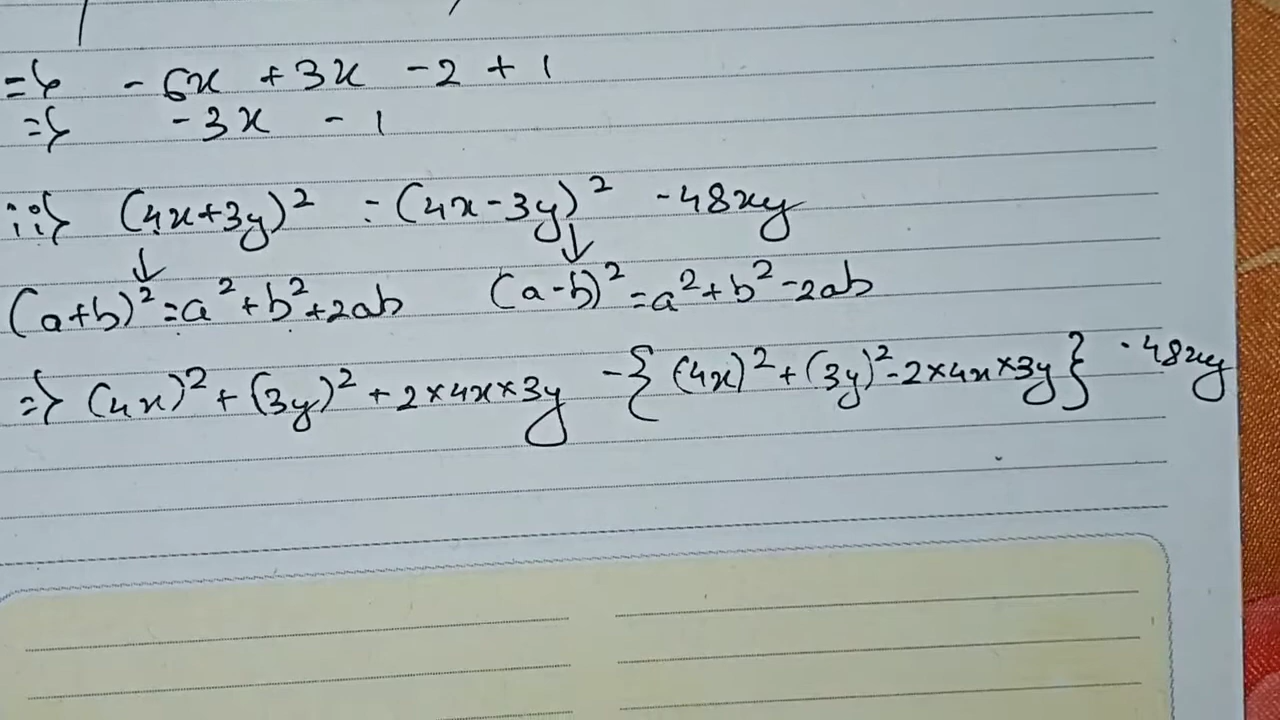 =} - 6x + 3x - 2 + 1
=} - 3x - 1
ii} (4x+3y)² - (4x-3y)² - 48xy
↓ ↓
(a+b)² = a² + b² + 2ab (a-b)² = a² + b² - 2ab
=} (4x)² + (3y)² + 2×4x×3y - { (4x)² + (3y)² - 2×4x×3y } - 48xy